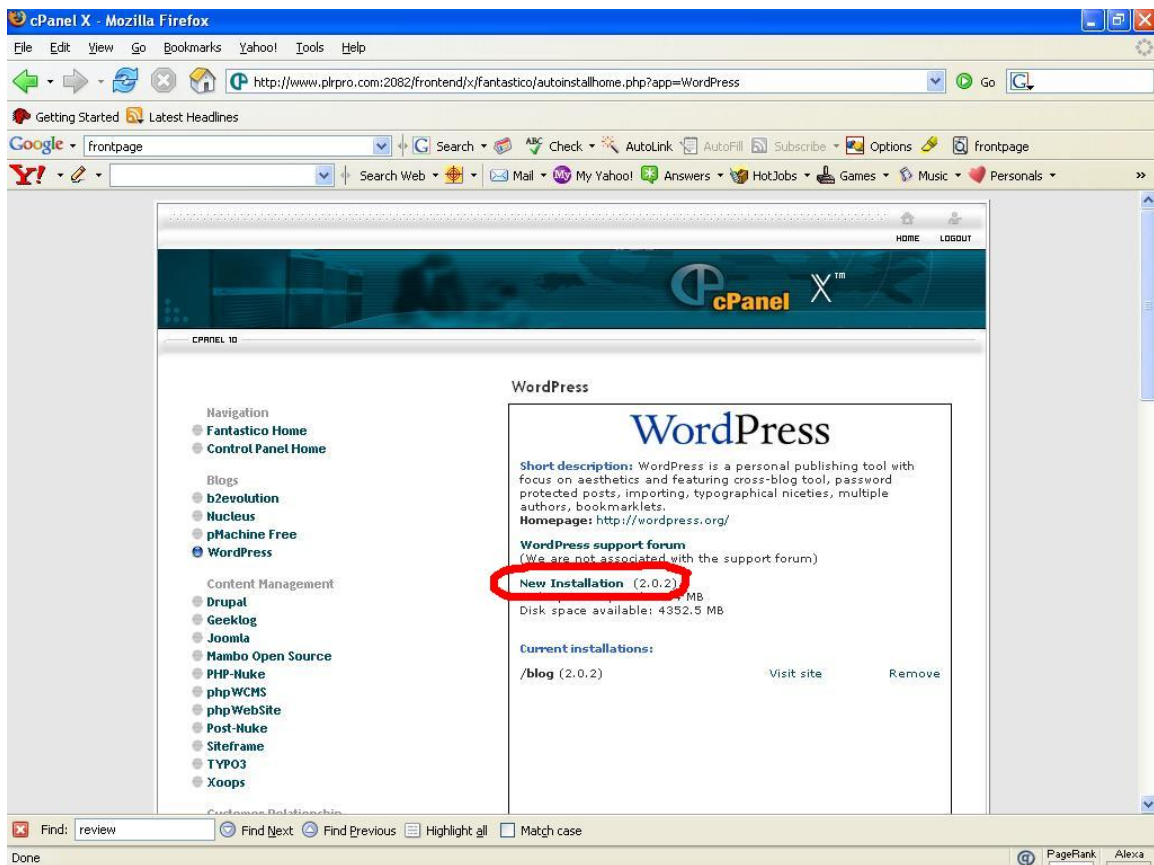 cPanel X - Mozilla Firefox
File Edit View Go Bookmarks Yahoo! Tools Help
http://www.plrpro.com:2082/frontend/x/fantastico/autoinstallhome.php?app=WordPress Go G
Getting Started Latest Headlines
Google frontpage G Search ABC Check AutoLink AutoFill Subscribe Options frontpage
Y! Search Web Mail My My Yahoo! Answers HotJobs Games Music Personals »
HOME LOGOUT
cPanel X™
CPANEL 10
WordPress
Navigation
Fantastico Home
Control Panel Home
Blogs
b2evolution
Nucleus
pMachine Free
WordPress
Content Management
Drupal
Geeklog
Joomla
Mambo Open Source
PHP-Nuke
phpWCMS
phpWebSite
Post-Nuke
Siteframe
TYPO3
Xoops
Customer Relationship
WordPress
Short description: WordPress is a personal publishing tool with
focus on aesthetics and featuring cross-blog tool, password
protected posts, importing, typographical niceties, multiple
authors, bookmarklets.
Homepage: http://wordpress.org/
WordPress support forum
(We are not associated with the support forum)
New Installation (2.0.2)
MB
Disk space available: 4352.5 MB
Current installations:
/blog (2.0.2) Visit site Remove
Find: review Find Next Find Previous Highlight all Match case
Done PageRank Alexa